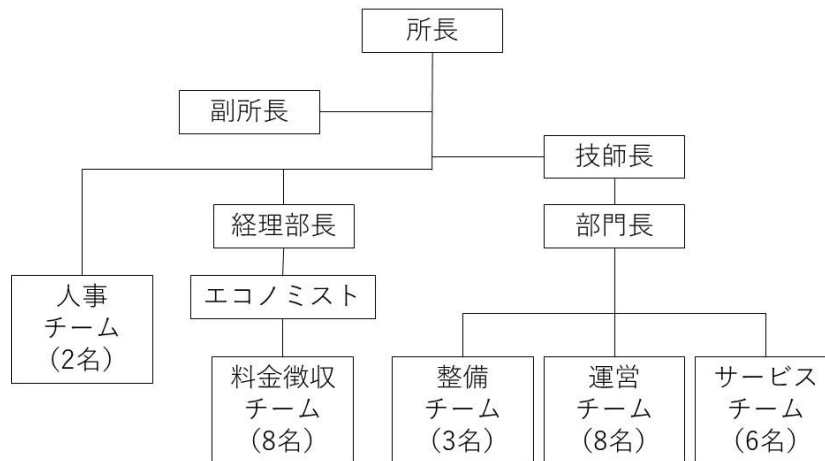 所長
副所長
技師長
経理部長
部門長
人事
チーム
（2名）
エコノミスト
料金徴収
チーム
（8名）
整備
チーム
（3名）
運営
チーム
（8名）
サービス
チーム
（6名）